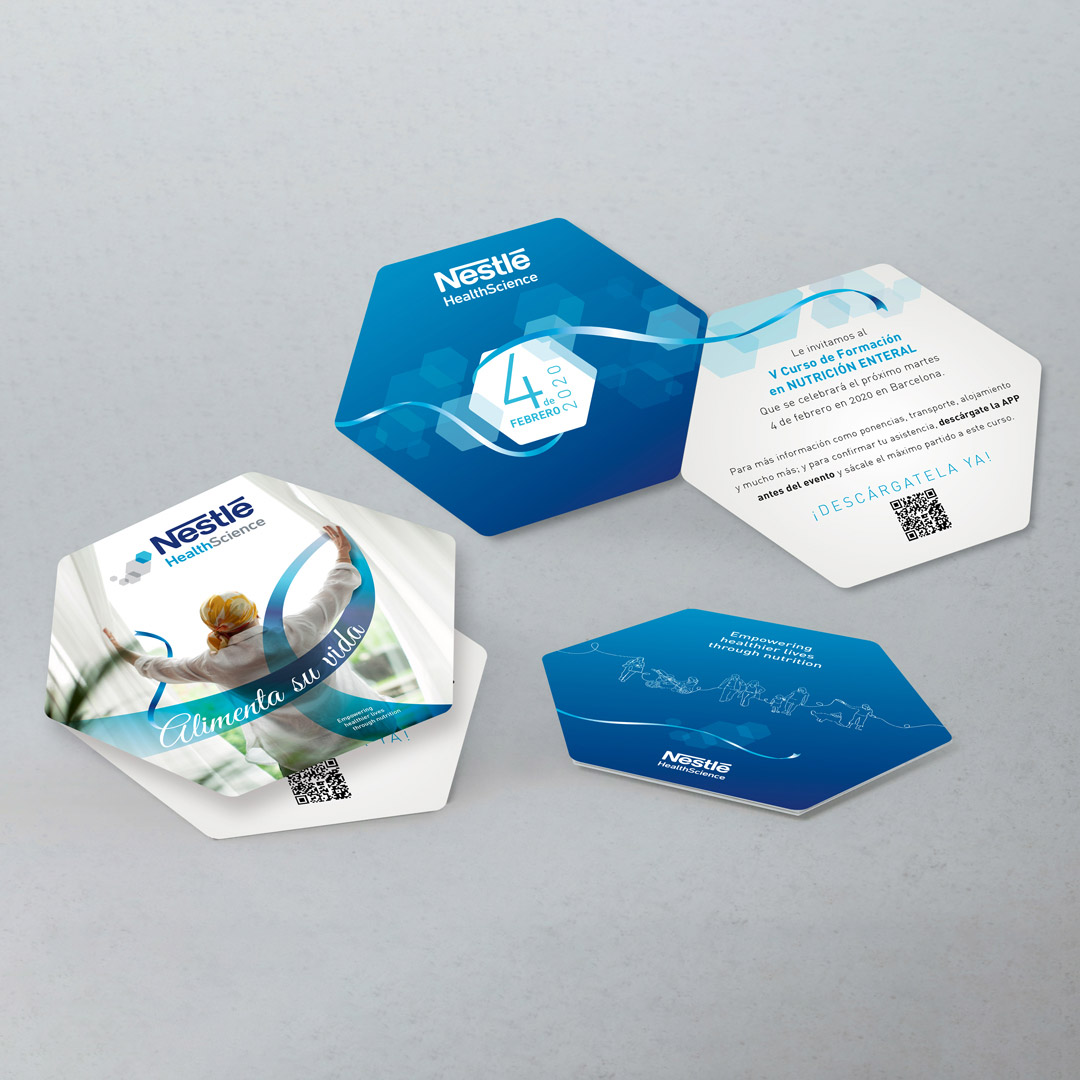 Nestlé
HealthScience
4
de
FEBRERO
2020
Le invitamos al
V Curso de Formación
en NUTRICIÓN ENTERAL
Que se celebrará el próximo martes
4 de febrero en 2020 en Barcelona.
Para más información como ponencias, transporte, alojamiento
y mucho más; y para confirmar tu asistencia, descárgate la APP
antes del evento y sácale el máximo partido a este curso.
¡DESCÁRGATELA YA!
Nestlé
HealthScience
Alimenta su vida
Empowering
healthier lives
through nutrition
YA!
Empowering
healthier lives
through nutrition
Nestlé
HealthScience